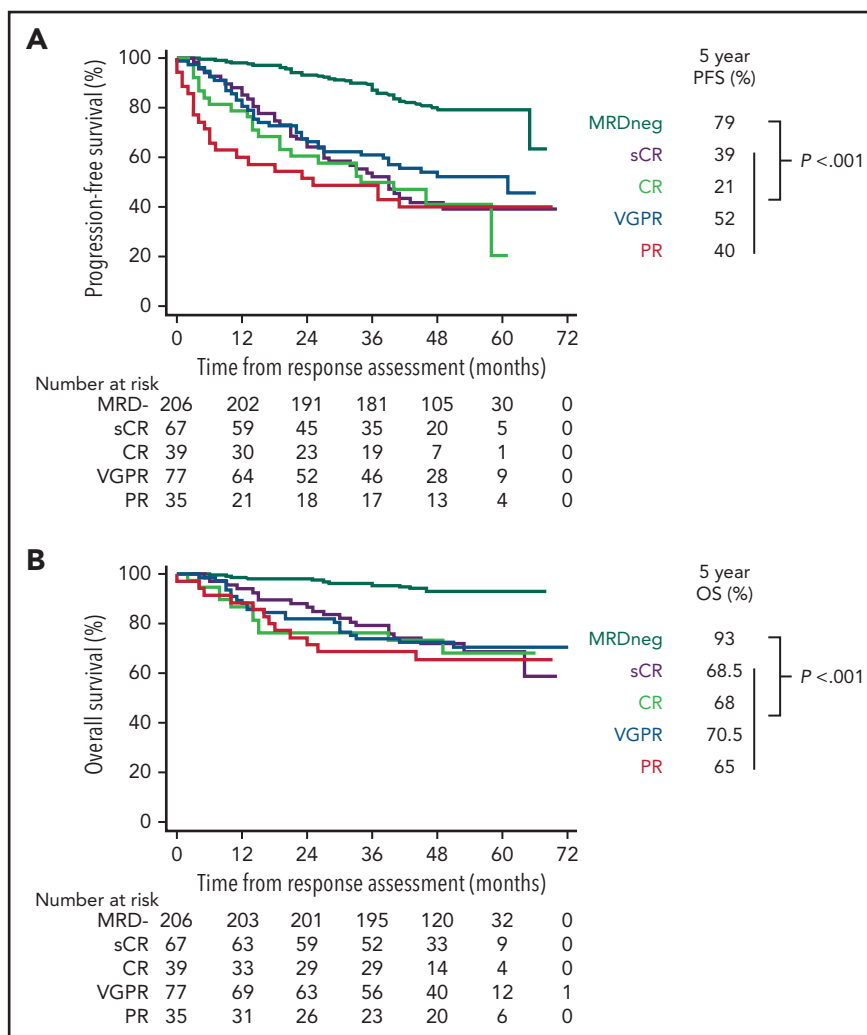 A
5 year
PFS (%)
MRDneg 79
sCR 39
CR 21
VGPR 52
PR 40
P <.001
Progression-free survival (%)
100
80
60
40
20
0
0 12 24 36 48 60 72
Time from response assessment (months)
Number at risk
MRD- 206 202 191 181 105 30 0
sCR 67 59 45 35 20 5 0
CR 39 30 23 19 7 1 0
VGPR 77 64 52 46 28 9 0
PR 35 21 18 17 13 4 0
B
5 year
OS (%)
MRDneg 93
sCR 68.5
CR 68
VGPR 70.5
PR 65
P <.001
Overall survival (%)
100
80
60
40
20
0
0 12 24 36 48 60 72
Time from response assessment (months)
Number at risk
MRD- 206 203 201 195 120 32 0
sCR 67 63 59 52 33 9 0
CR 39 33 29 29 14 4 0
VGPR 77 69 63 56 40 12 1
PR 35 31 26 23 20 6 0